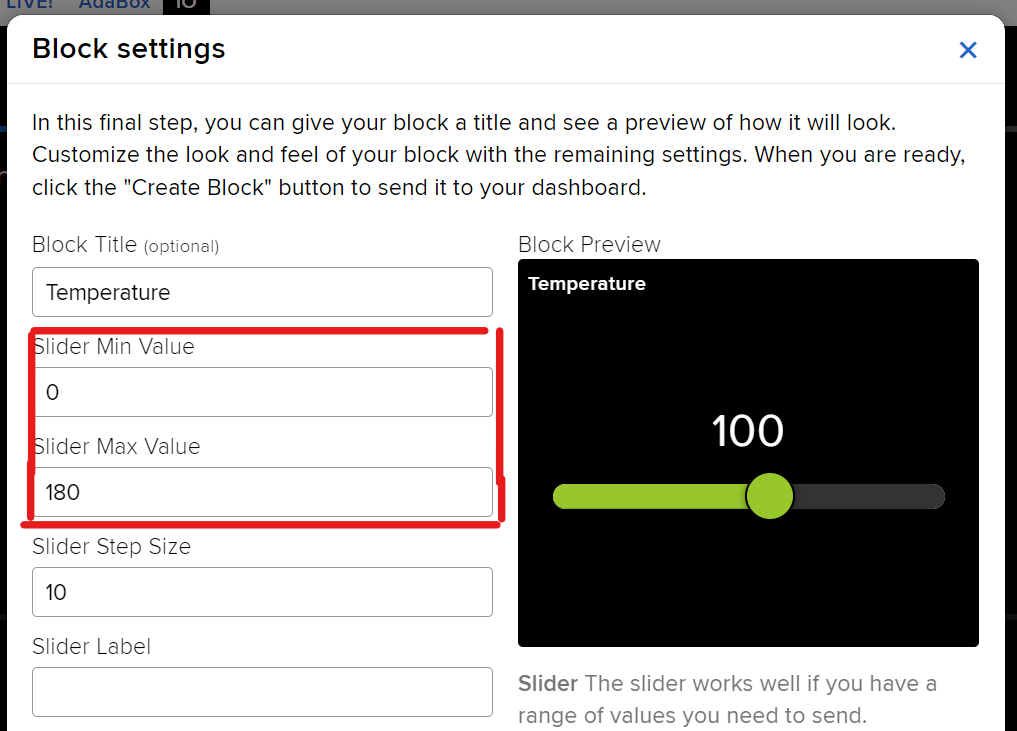 LIVE! AdaBox IO
Block settings
In this final step, you can give your block a title and see a preview of how it will look.
Customize the look and feel of your block with the remaining settings. When you are ready,
click the "Create Block" button to send it to your dashboard.
Block Title (optional)
Temperature
Slider Min Value
0
Slider Max Value
180
Slider Step Size
10
Slider Label
Block Preview
Temperature
100
Slider The slider works well if you have a
range of values you need to send.